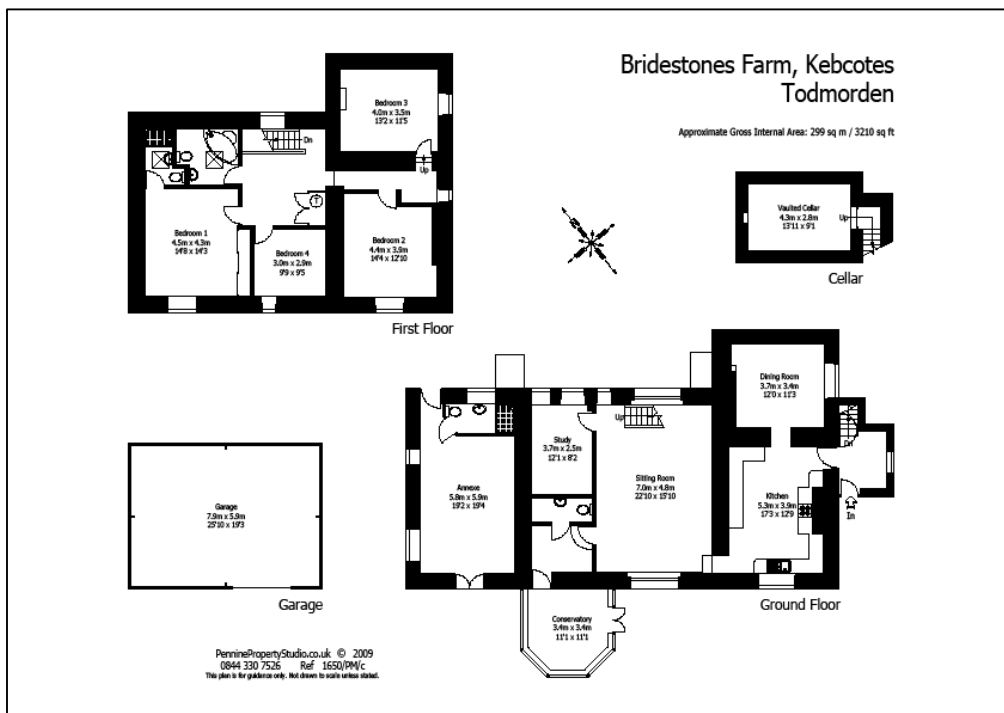 Bridestones Farm, Kebcotes
Todmorden
Approximate Gross Internal Area: 299 sq m / 3210 sq ft
Bedroom 3
4.0m x 3.5m
13'2 x 11'5
Dn
Up
T
Bedroom 1
4.5m x 4.3m
14'8 x 14'3
Bedroom 4
3.0m x 2.9m
9'9 x 9'5
Bedroom 2
4.4m x 3.9m
14'4 x 12'10
First Floor
Vaulted Cellar
4.3m x 2.8m
13'11 x 9'1
Up
Cellar
Dining Room
3.7m x 3.4m
12'0 x 11'3
Dn
Up
Study
3.7m x 2.5m
12'1 x 8'2
Sitting Room
7.0m x 4.8m
22'10 x 15'10
Annexe
5.8m x 5.9m
19'2 x 19'4
Kitchen
5.3m x 3.9m
17'3 x 12'9
In
Conservatory
3.4m x 3.4m
11'1 x 11'1
Ground Floor
Garage
7.9m x 5.9m
25'10 x 19'3
Garage
PenninePropertyStudio.co.uk © 2009
0844 330 7526 Ref 1650/PM/c
This plan is for guidance only. Not drawn to scale unless stated.